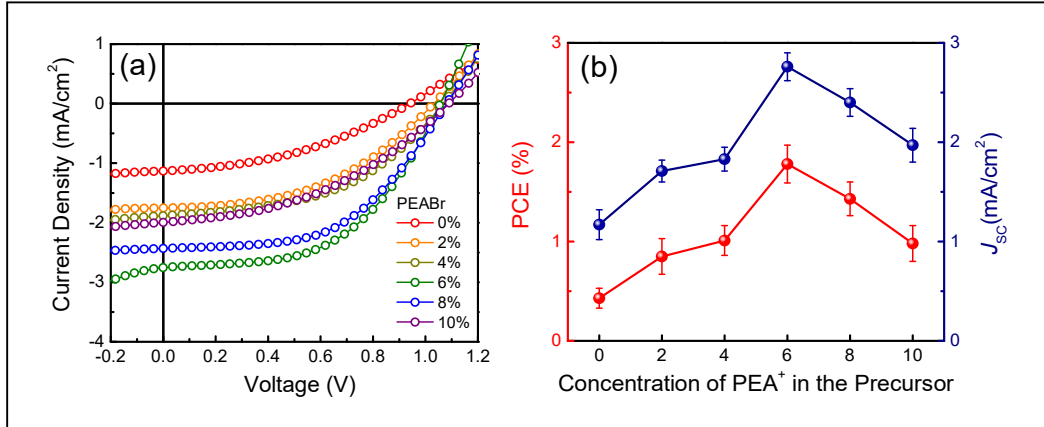 (a)
Current Density (mA/cm²)
1
0
-1
-2
-3
-4
-0.2 0.0 0.2 0.4 0.6 0.8 1.0 1.2
Voltage (V)
PEABr
0%
2%
4%
6%
8%
10%
(b)
PCE (%)
3
2
1
0
0 2 4 6 8 10
Concentration of PEA⁺ in the Precursor
3
2
1
0
J_SC (mA/cm²)